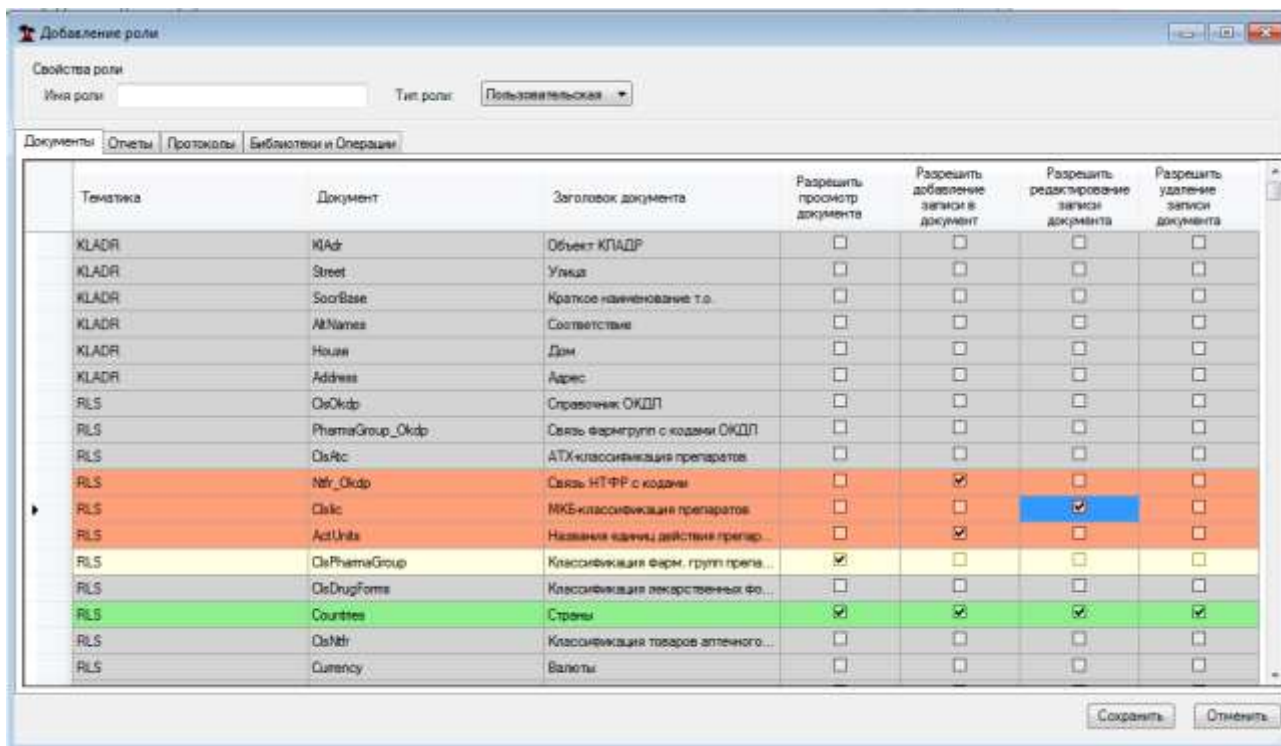 Добавление роли
Свойства роли
Имя роли: Тип роли: Пользовательская
Документы Отчеты Протоколы Библиотеки и Операции
Тематика Документ Заголовок документа Разрешить просмотр документа Разрешить добавление записи в документ Разрешить редактирование записи документа Разрешить удаление записи документа
KLADR KlAdr Объект КЛАДР
KLADR Street Улица
KLADR SocrBase Краткое наименование т.о.
KLADR AltNames Соответствие
KLADR House Дом
KLADR Address Адрес
RLS ClsOkdp Справочник ОКДП
RLS PharmaGroup_Okdp Связь фармгрупп с кодами ОКДП
RLS ClsAtc АТХ-классификация препаратов
RLS Ntfr_Okdp Связь НТФР с кодами
RLS ClsIic МКБ-классификация препаратов
RLS ActUnits Названия единиц действия препар...
RLS ClsPharmaGroup Классификация фарм. групп препа...
RLS ClsDrugForms Классификация лекарственных фо...
RLS Countries Страны
RLS ClsNtfr Классификация товаров аптечного...
RLS Currency Валюты
Сохранить Отменить